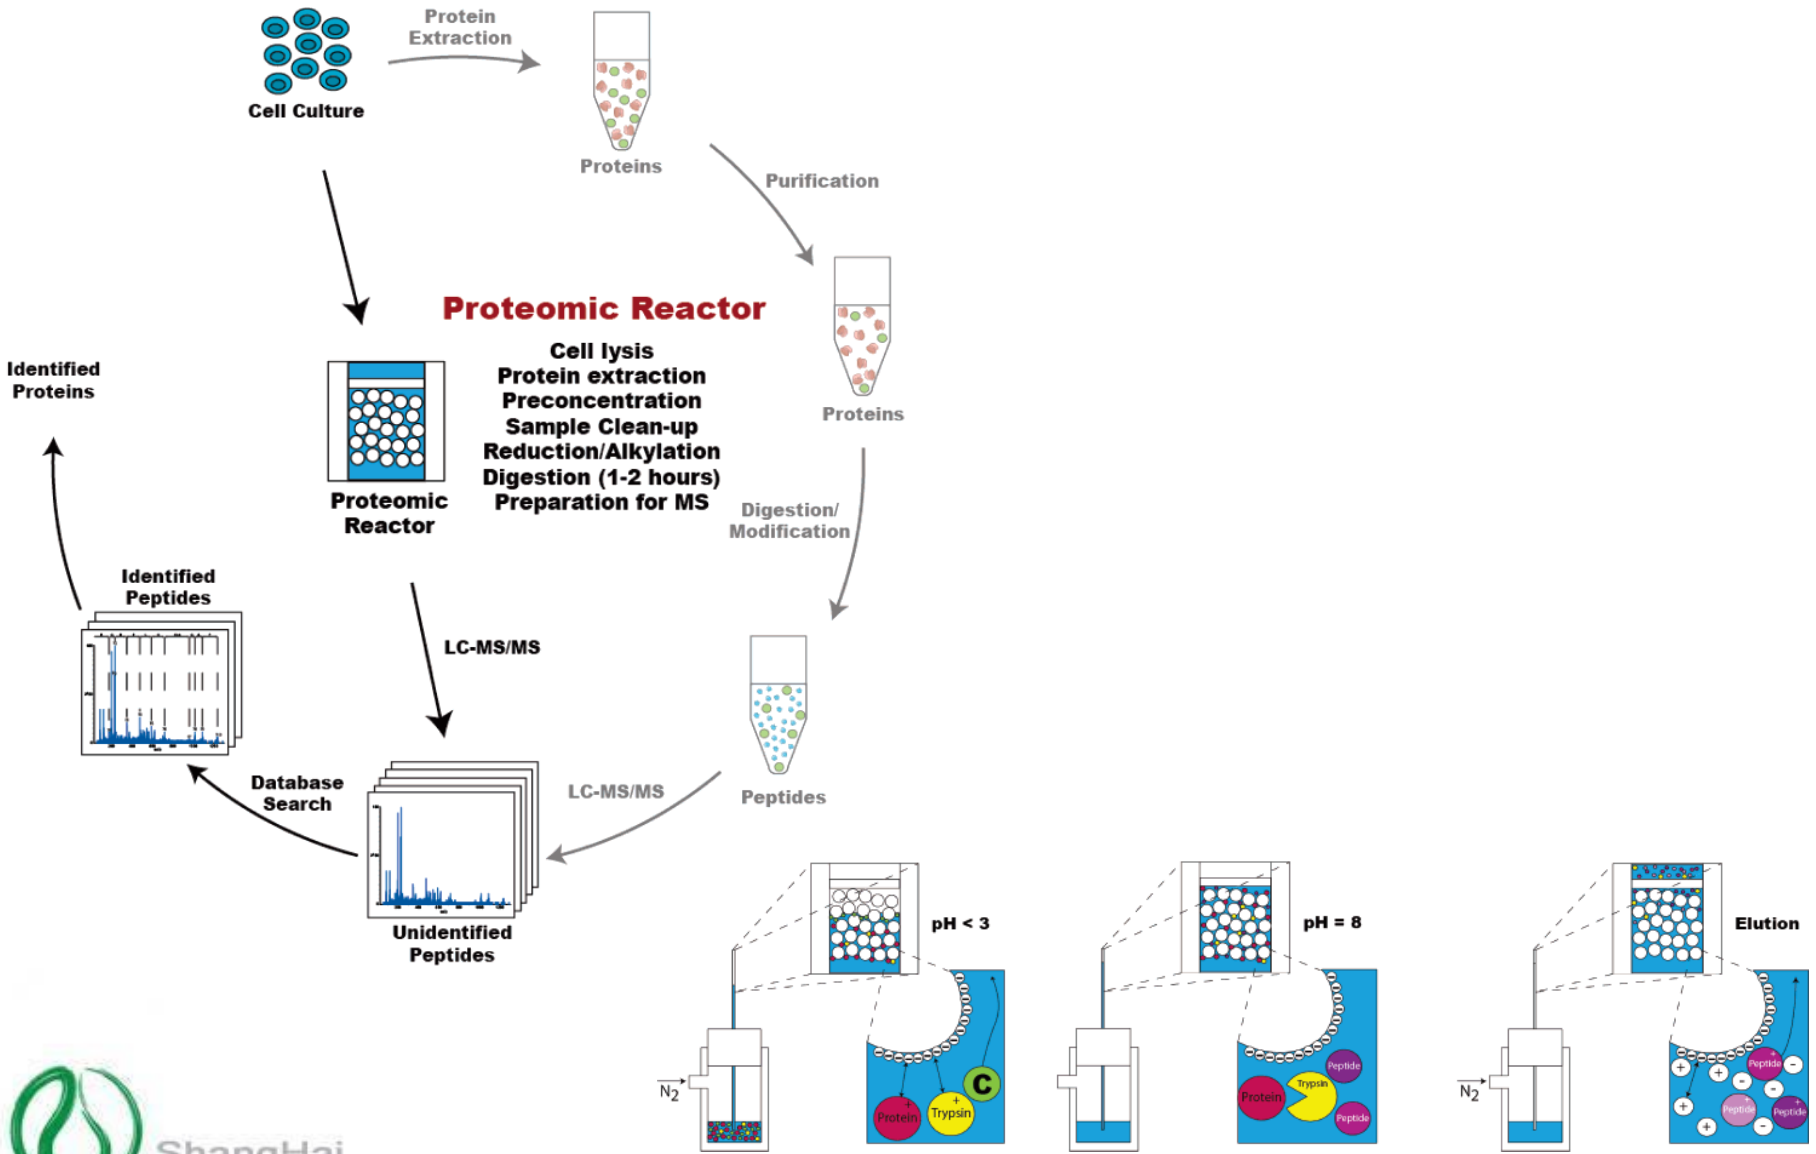 Protein
Extraction
Cell Culture
Proteins
Purification
Proteomic Reactor
Cell lysis
Protein extraction
Preconcentration
Sample Clean-up
Reduction/Alkylation
Digestion (1-2 hours)
Preparation for MS
Identified
Proteins
Proteins
Proteomic
Reactor
Digestion/
Modification
Identified
Peptides
LC-MS/MS
Database
Search
LC-MS/MS
Peptides
Unidentified
Peptides
pH < 3
pH = 8
Elution
N2
Protein
+
Trypsin
+
C
N2
Protein
Trypsin
Peptide
Peptide
N2
Peptide
+
Peptide
Peptide
+
ShangHai